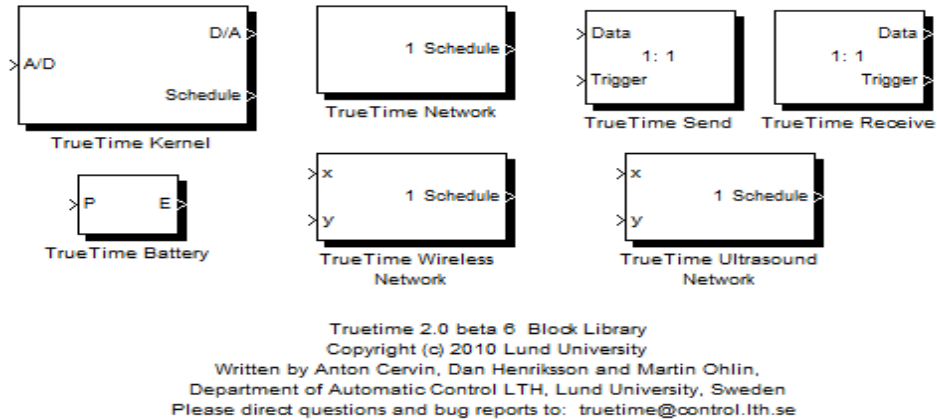 D/A
A/D
Schedule
TrueTime Kernel
1 Schedule
TrueTime Network
Data
1: 1
Trigger
TrueTime Send
Data
1: 1
Trigger
TrueTime Receive
P E
TrueTime Battery
x
1 Schedule
y
TrueTime Wireless
Network
x
1 Schedule
y
TrueTime Ultrasound
Network
Truetime 2.0 beta 6 Block Library
Copyright (c) 2010 Lund University
Written by Anton Cervin, Dan Henriksson and Martin Ohlin,
Department of Automatic Control LTH, Lund University, Sweden
Please direct questions and bug reports to: truetime@control.lth.se